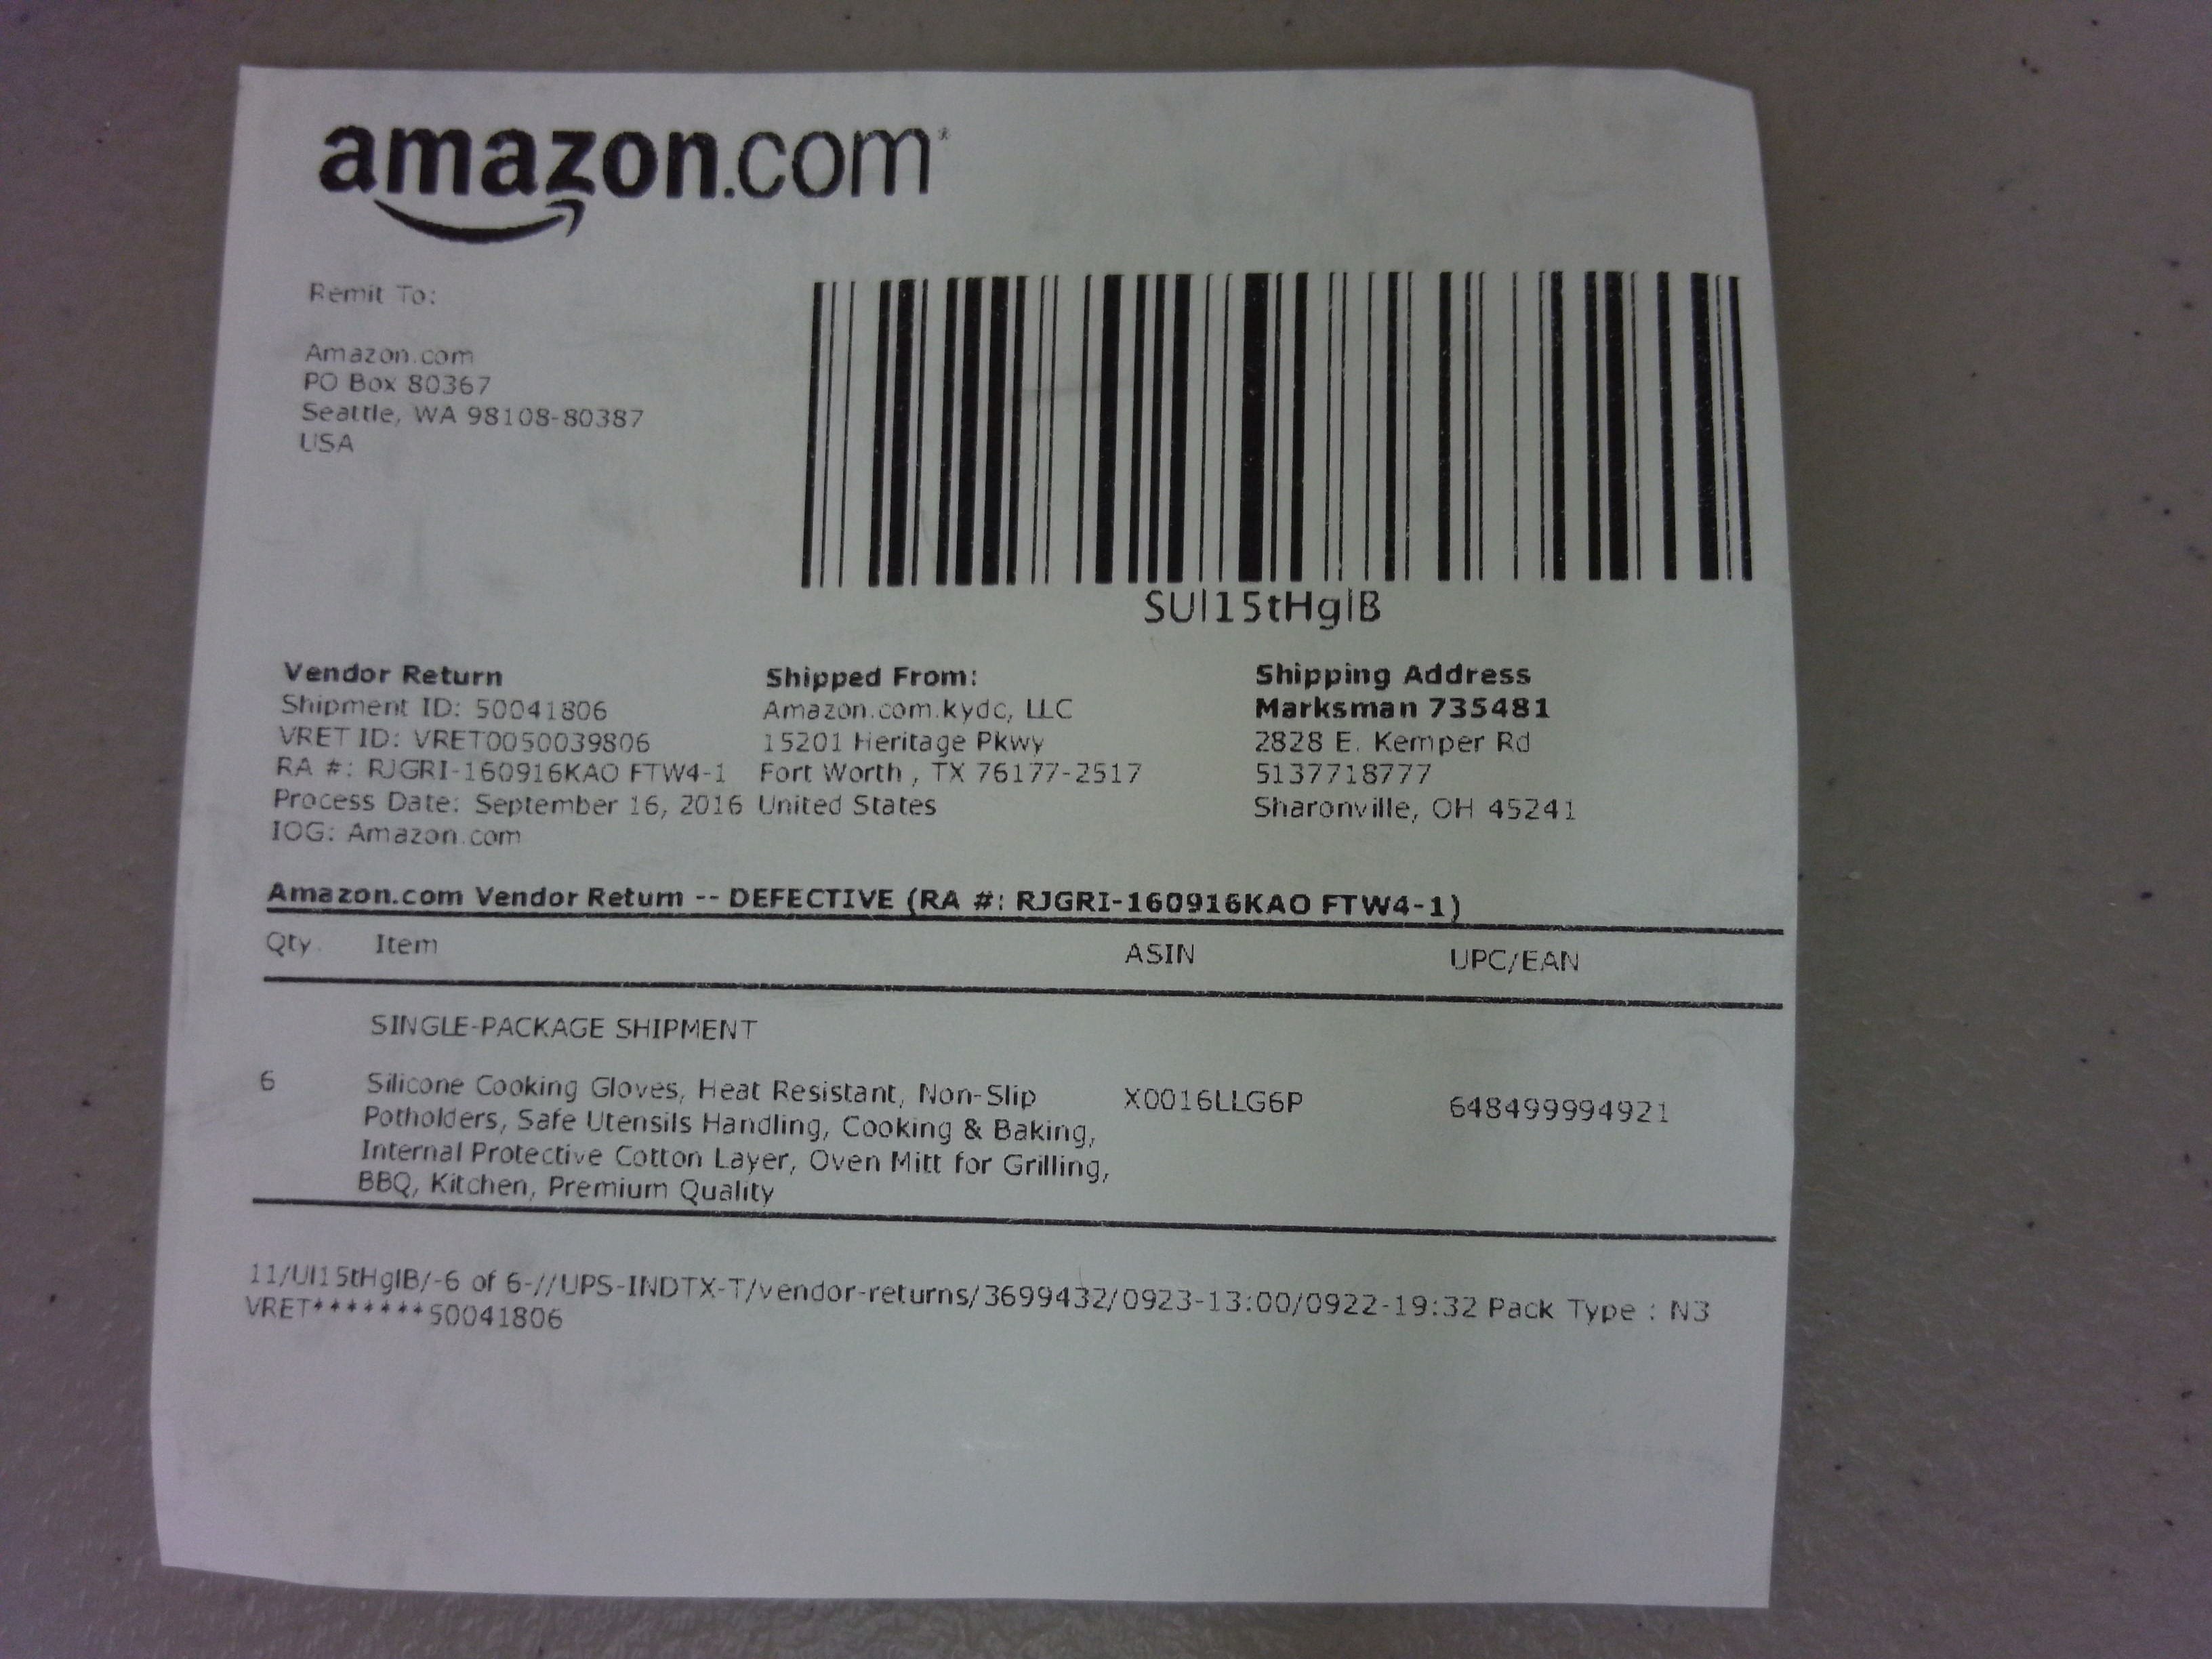 amazon.com
Remit To:
Amazon.com
PO Box 80367
Seattle, WA 98108-80387
USA
SUl15tHglB
Vendor Return
Shipment ID: 50041806
VRET ID: VRET0050039806
RA #: RJGRI-160916KAO FTW4-1
Process Date: September 16, 2016
IOG: Amazon.com
Shipped From:
Amazon.com.kydc, LLC
15201 Heritage Pkwy
Fort Worth , TX 76177-2517
United States
Shipping Address
Marksman 735481
2828 E. Kemper Rd
5137718777
Sharonville, OH 45241
Amazon.com Vendor Return -- DEFECTIVE (RA #: RJGRI-160916KAO FTW4-1)
Qty. Item ASIN UPC/EAN
SINGLE-PACKAGE SHIPMENT
6 Silicone Cooking Gloves, Heat Resistant, Non-Slip X0016LLG6P 648499994921
Potholders, Safe Utensils Handling, Cooking & Baking,
Internal Protective Cotton Layer, Oven Mitt for Grilling,
BBQ, Kitchen, Premium Quality
11/Ul15tHglB/-6 of 6-//UPS-INDTX-T/vendor-returns/3699432/0923-13:00/0922-19:32 Pack Type : N3
VRET*******50041806